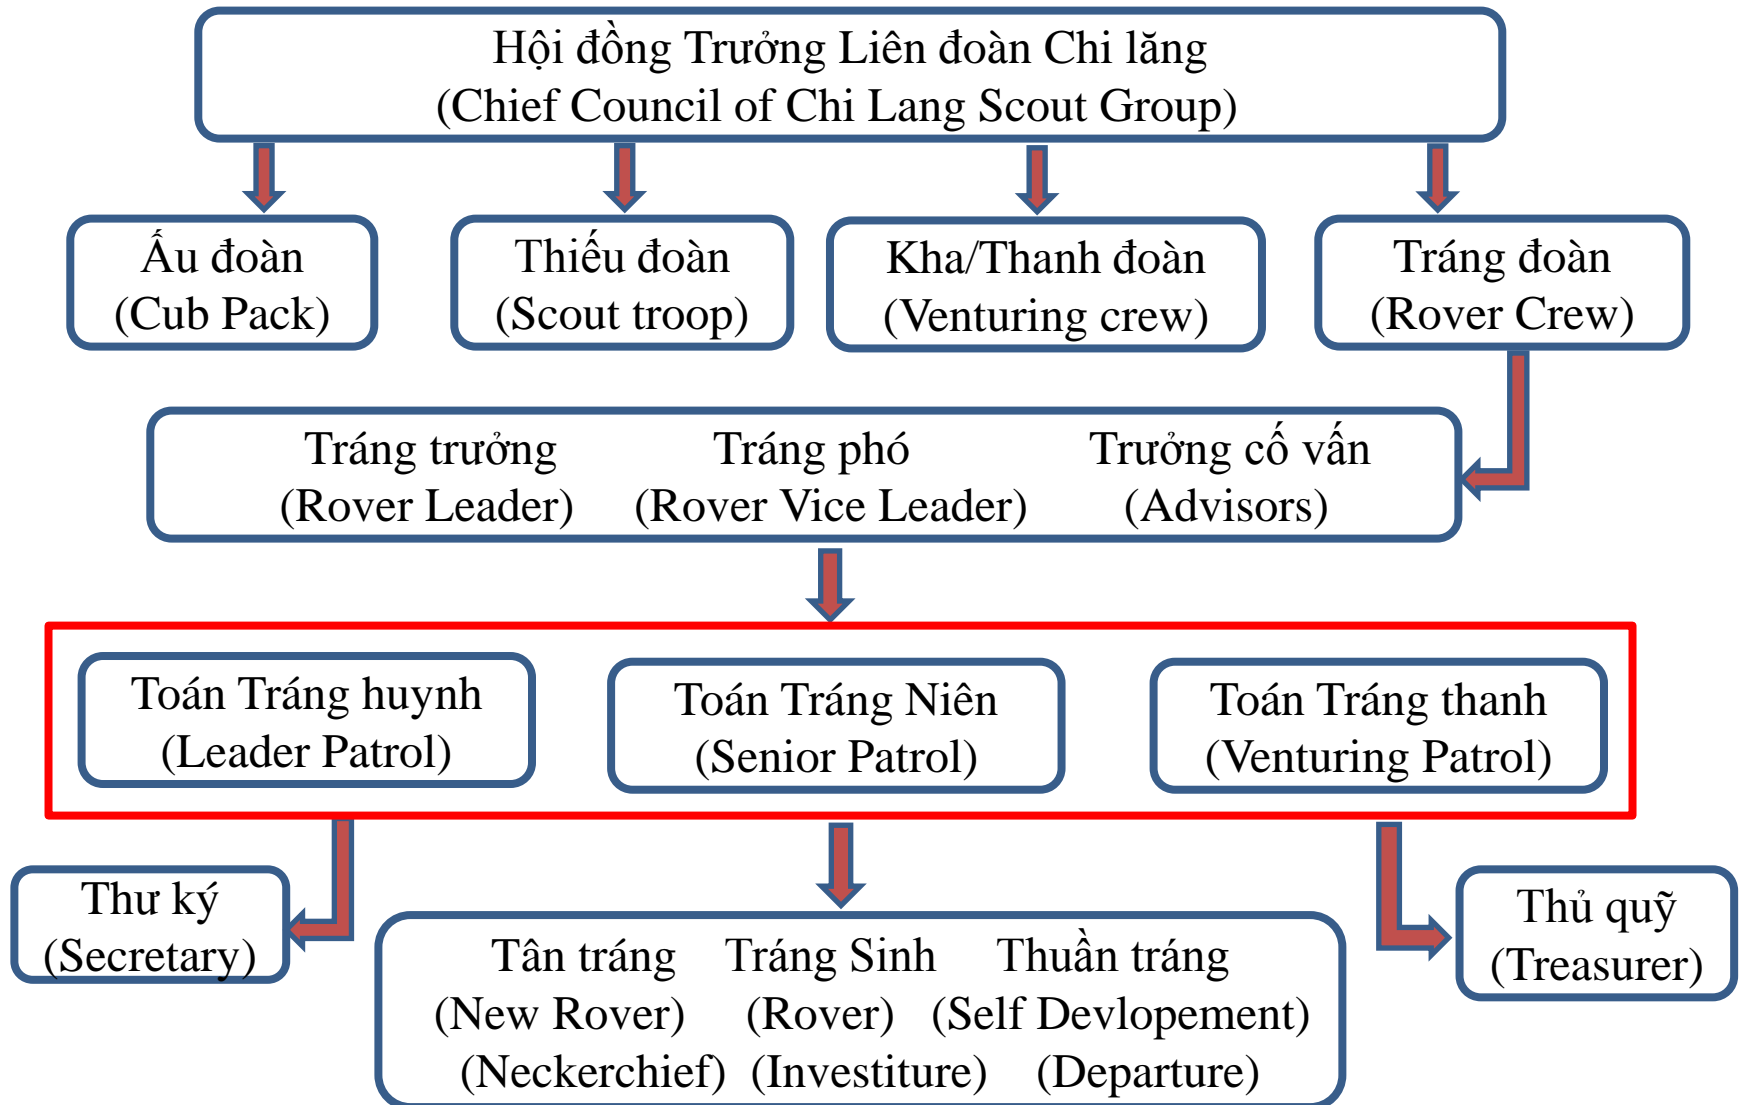 Hội đồng Trưởng Liên đoàn Chi lăng
(Chief Council of Chi Lang Scout Group)
Ấu đoàn
(Cub Pack)
Thiếu đoàn
(Scout troop)
Kha/Thanh đoàn
(Venturing crew)
Tráng đoàn
(Rover Crew)
Tráng trưởng Tráng phó Trưởng cố vấn
(Rover Leader) (Rover Vice Leader) (Advisors)
Toán Tráng huynh
(Leader Patrol)
Toán Tráng Niên
(Senior Patrol)
Toán Tráng thanh
(Venturing Patrol)
Thư ký
(Secretary)
Tân tráng Tráng Sinh Thuần tráng
(New Rover) (Rover) (Self Devlopement)
(Neckerchief) (Investiture) (Departure)
Thủ quỹ
(Treasurer)